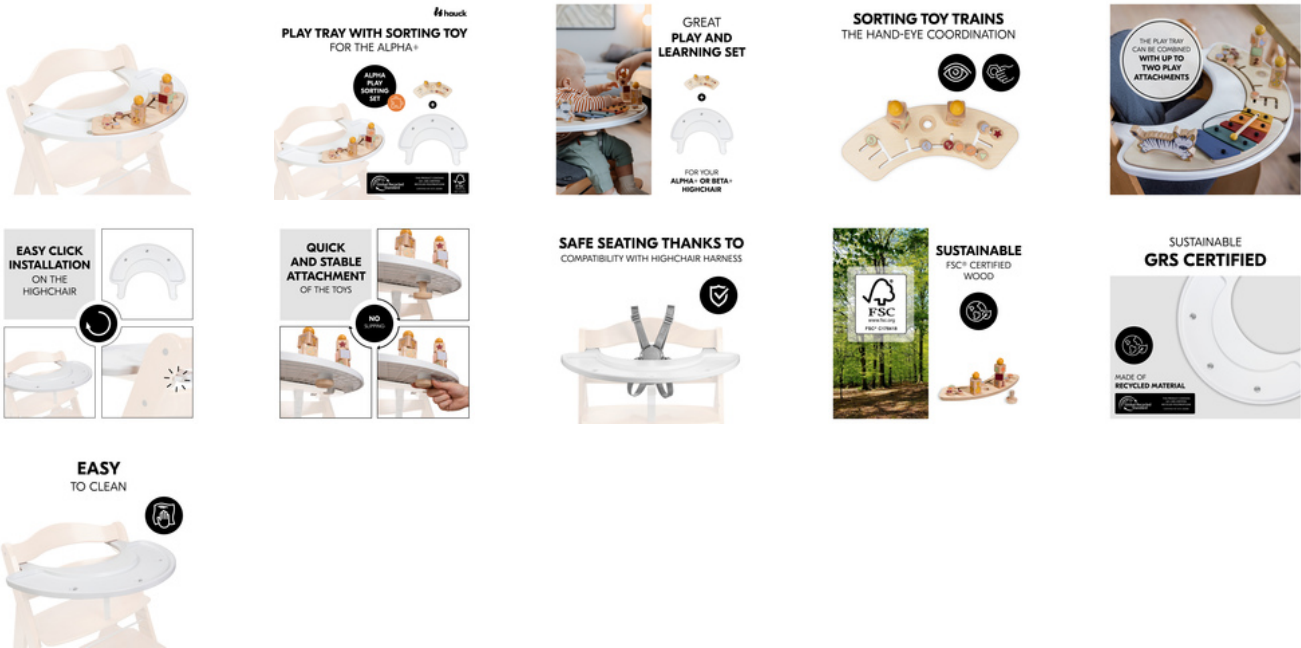 hauck
PLAY TRAY WITH SORTING TOY
FOR THE ALPHA+
ALPHA
PLAY
SORTING
SET
GREAT
PLAY AND
LEARNING SET
FOR YOUR
ALPHA+ OR BETA+
HIGHCHAIR
SORTING TOY TRAINS
THE HAND-EYE COORDINATION
THE PLAY TRAY
CAN BE COMBINED
WITH UP TO
TWO PLAY
ATTACHMENTS
EASY CLICK
INSTALLATION
ON THE
HIGHCHAIR
QUICK
AND STABLE
ATTACHMENT
OF THE TOYS
NO
SLIPPING
SAFE SEATING THANKS TO
COMPATIBILITY WITH HIGHCHAIR HARNESS
SUSTAINABLE
FSC® CERTIFIED
WOOD
FSC
www.fsc.org
SUSTAINABLE
GRS CERTIFIED
MADE OF
RECYCLED MATERIAL
EASY
TO CLEAN